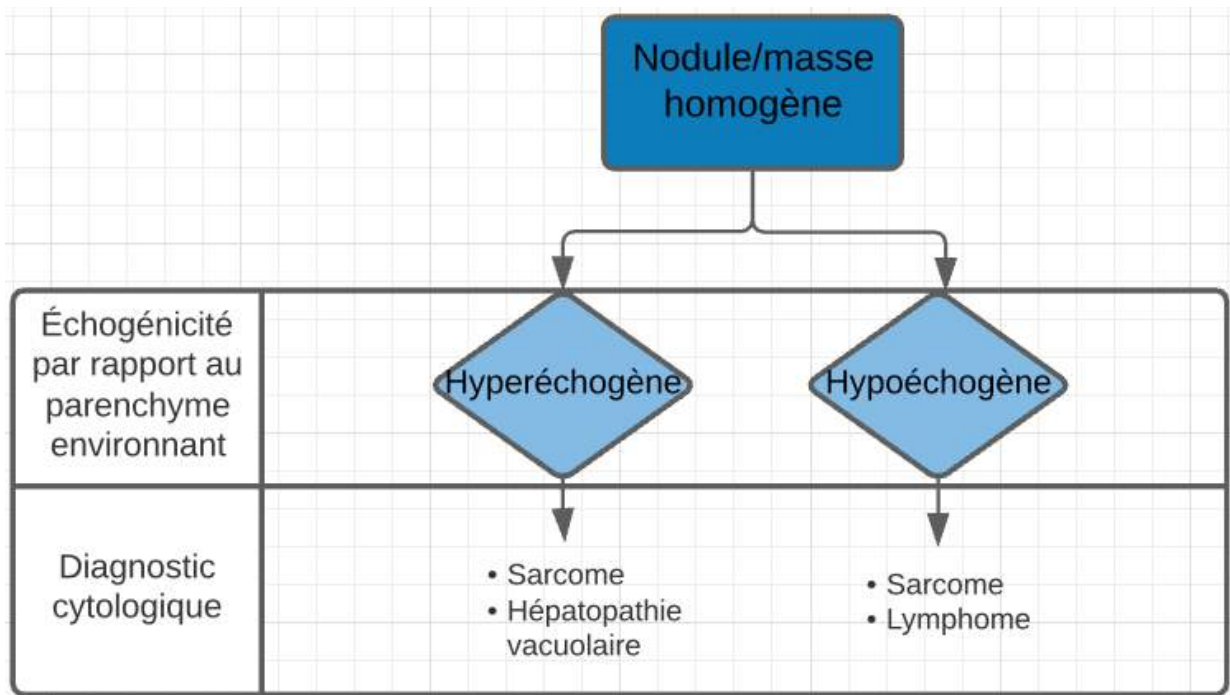 Nodule/masse
homogène
Échogénicité
par rapport au
parenchyme
environnant
Hyperéchogène
Hypoéchogène
Diagnostic
cytologique
• Sarcome
• Hépatopathie
vacuolaire
• Sarcome
• Lymphome